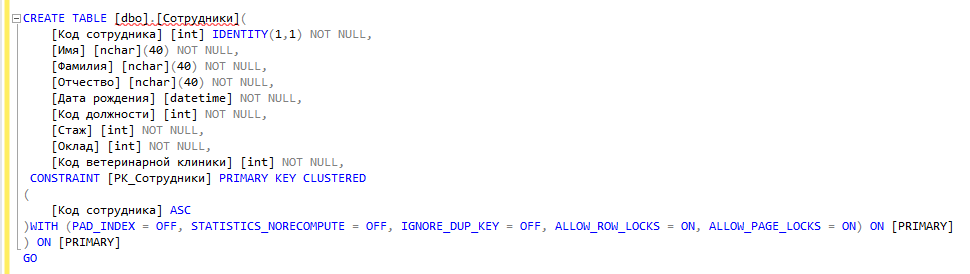 CREATE TABLE [dbo].[Сотрудники](
[Код сотрудника] [int] IDENTITY(1,1) NOT NULL,
[Имя] [nchar](40) NOT NULL,
[Фамилия] [nchar](40) NOT NULL,
[Отчество] [nchar](40) NOT NULL,
[Дата рождения] [datetime] NOT NULL,
[Код должности] [int] NOT NULL,
[Стаж] [int] NOT NULL,
[Оклад] [int] NOT NULL,
[Код ветеринарной клиники] [int] NOT NULL,
CONSTRAINT [PK_Сотрудники] PRIMARY KEY CLUSTERED
(
[Код сотрудника] ASC
)WITH (PAD_INDEX = OFF, STATISTICS_NORECOMPUTE = OFF, IGNORE_DUP_KEY = OFF, ALLOW_ROW_LOCKS = ON, ALLOW_PAGE_LOCKS = ON) ON [PRIMARY]
) ON [PRIMARY]
GO